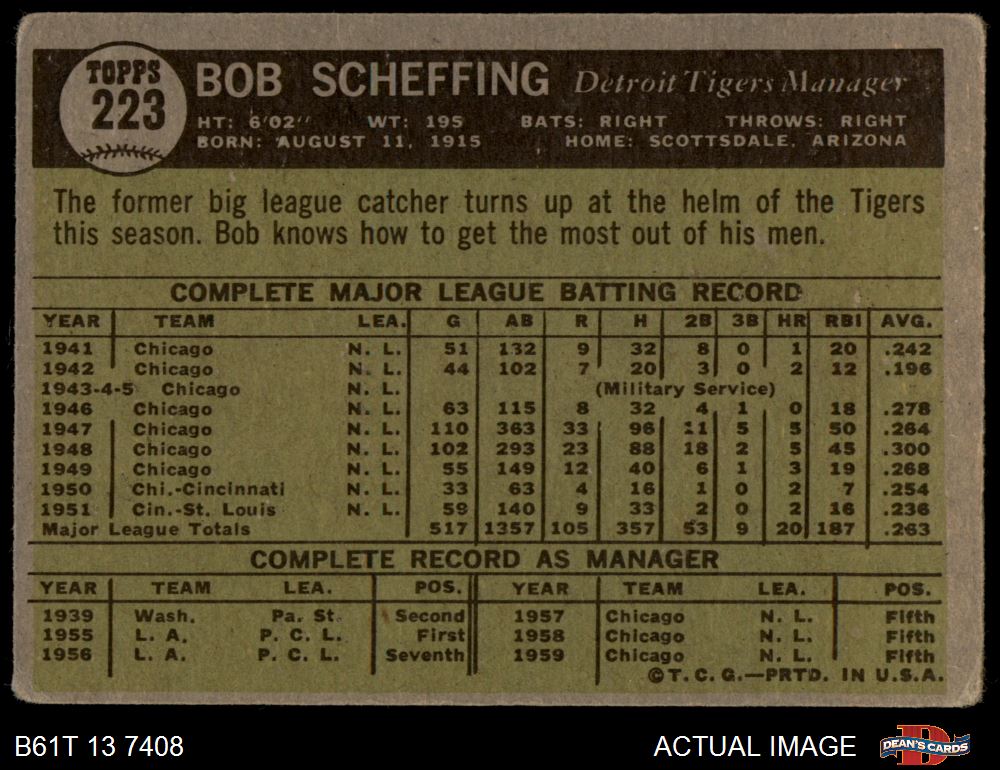 TOPPS
223
BOB SCHEFFING Detroit Tigers Manager
HT: 6'02" WT: 195 BATS: RIGHT THROWS: RIGHT
BORN: AUGUST 11, 1915 HOME: SCOTTSDALE, ARIZONA
The former big league catcher turns up at the helm of the Tigers
this season. Bob knows how to get the most out of his men.
COMPLETE MAJOR LEAGUE BATTING RECORD
YEAR TEAM LEA. G AB R H 2B 3B HR RBI AVG.
1941 Chicago N. L. 51 132 9 32 8 0 1 20 .242
1942 Chicago N. L. 44 102 7 20 3 0 2 12 .196
1943-4-5 Chicago N. L. (Military Service)
1946 Chicago N. L. 63 115 8 32 4 1 0 18 .278
1947 Chicago N. L. 110 363 33 96 11 5 5 50 .264
1948 Chicago N. L. 102 293 23 88 18 2 5 45 .300
1949 Chicago N. L. 55 149 12 40 6 1 3 19 .268
1950 Chi.-Cincinnati N. L. 33 63 4 16 1 0 2 7 .254
1951 Cin.-St. Louis N. L. 59 140 9 33 2 0 2 16 .236
Major League Totals 517 1357 105 357 53 9 20 187 .263
COMPLETE RECORD AS MANAGER
YEAR TEAM LEA. POS. YEAR TEAM LEA. POS.
1939 Wash. Pa. St. Second 1957 Chicago N. L. Fifth
1955 L. A. P. C. L. First 1958 Chicago N. L. Fifth
1956 L. A. P. C. L. Seventh 1959 Chicago N. L. Fifth
©T. C. G.—PRTD. IN U.S.A.
B61T 13 7408 ACTUAL IMAGE DEAN'S CARDS